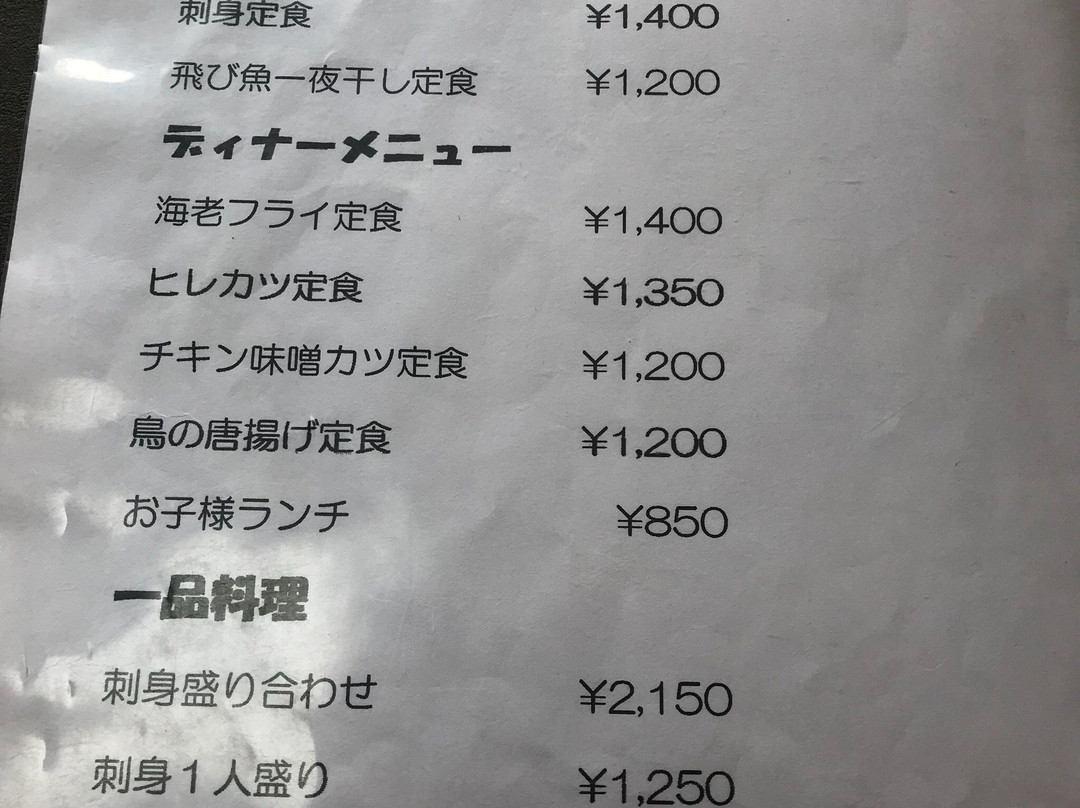 刺身定食 ¥1,400
飛び魚一夜干し定食 ¥1,200
ディナーメニュー
海老フライ定食 ¥1,400
ヒレカツ定食 ¥1,350
チキン味噌カツ定食 ¥1,200
鳥の唐揚げ定食 ¥1,200
お子様ランチ ¥850
一品料理
刺身盛り合わせ ¥2,150
刺身１人盛り ¥1,250